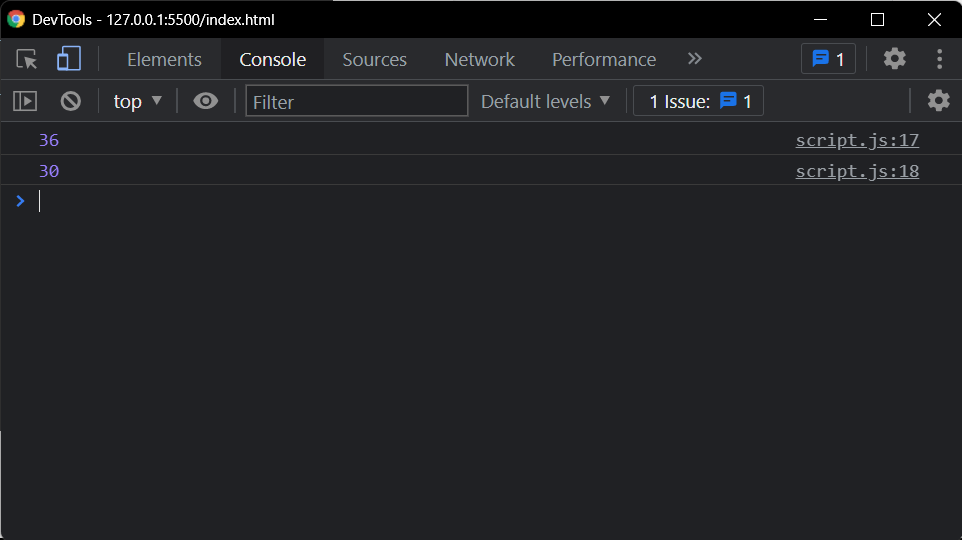 DevTools - 127.0.0.1:5500/index.html
Elements Console Sources Network Performance 1
top Filter Default levels 1 Issue: 1
36 script.js:17
30 script.js:18